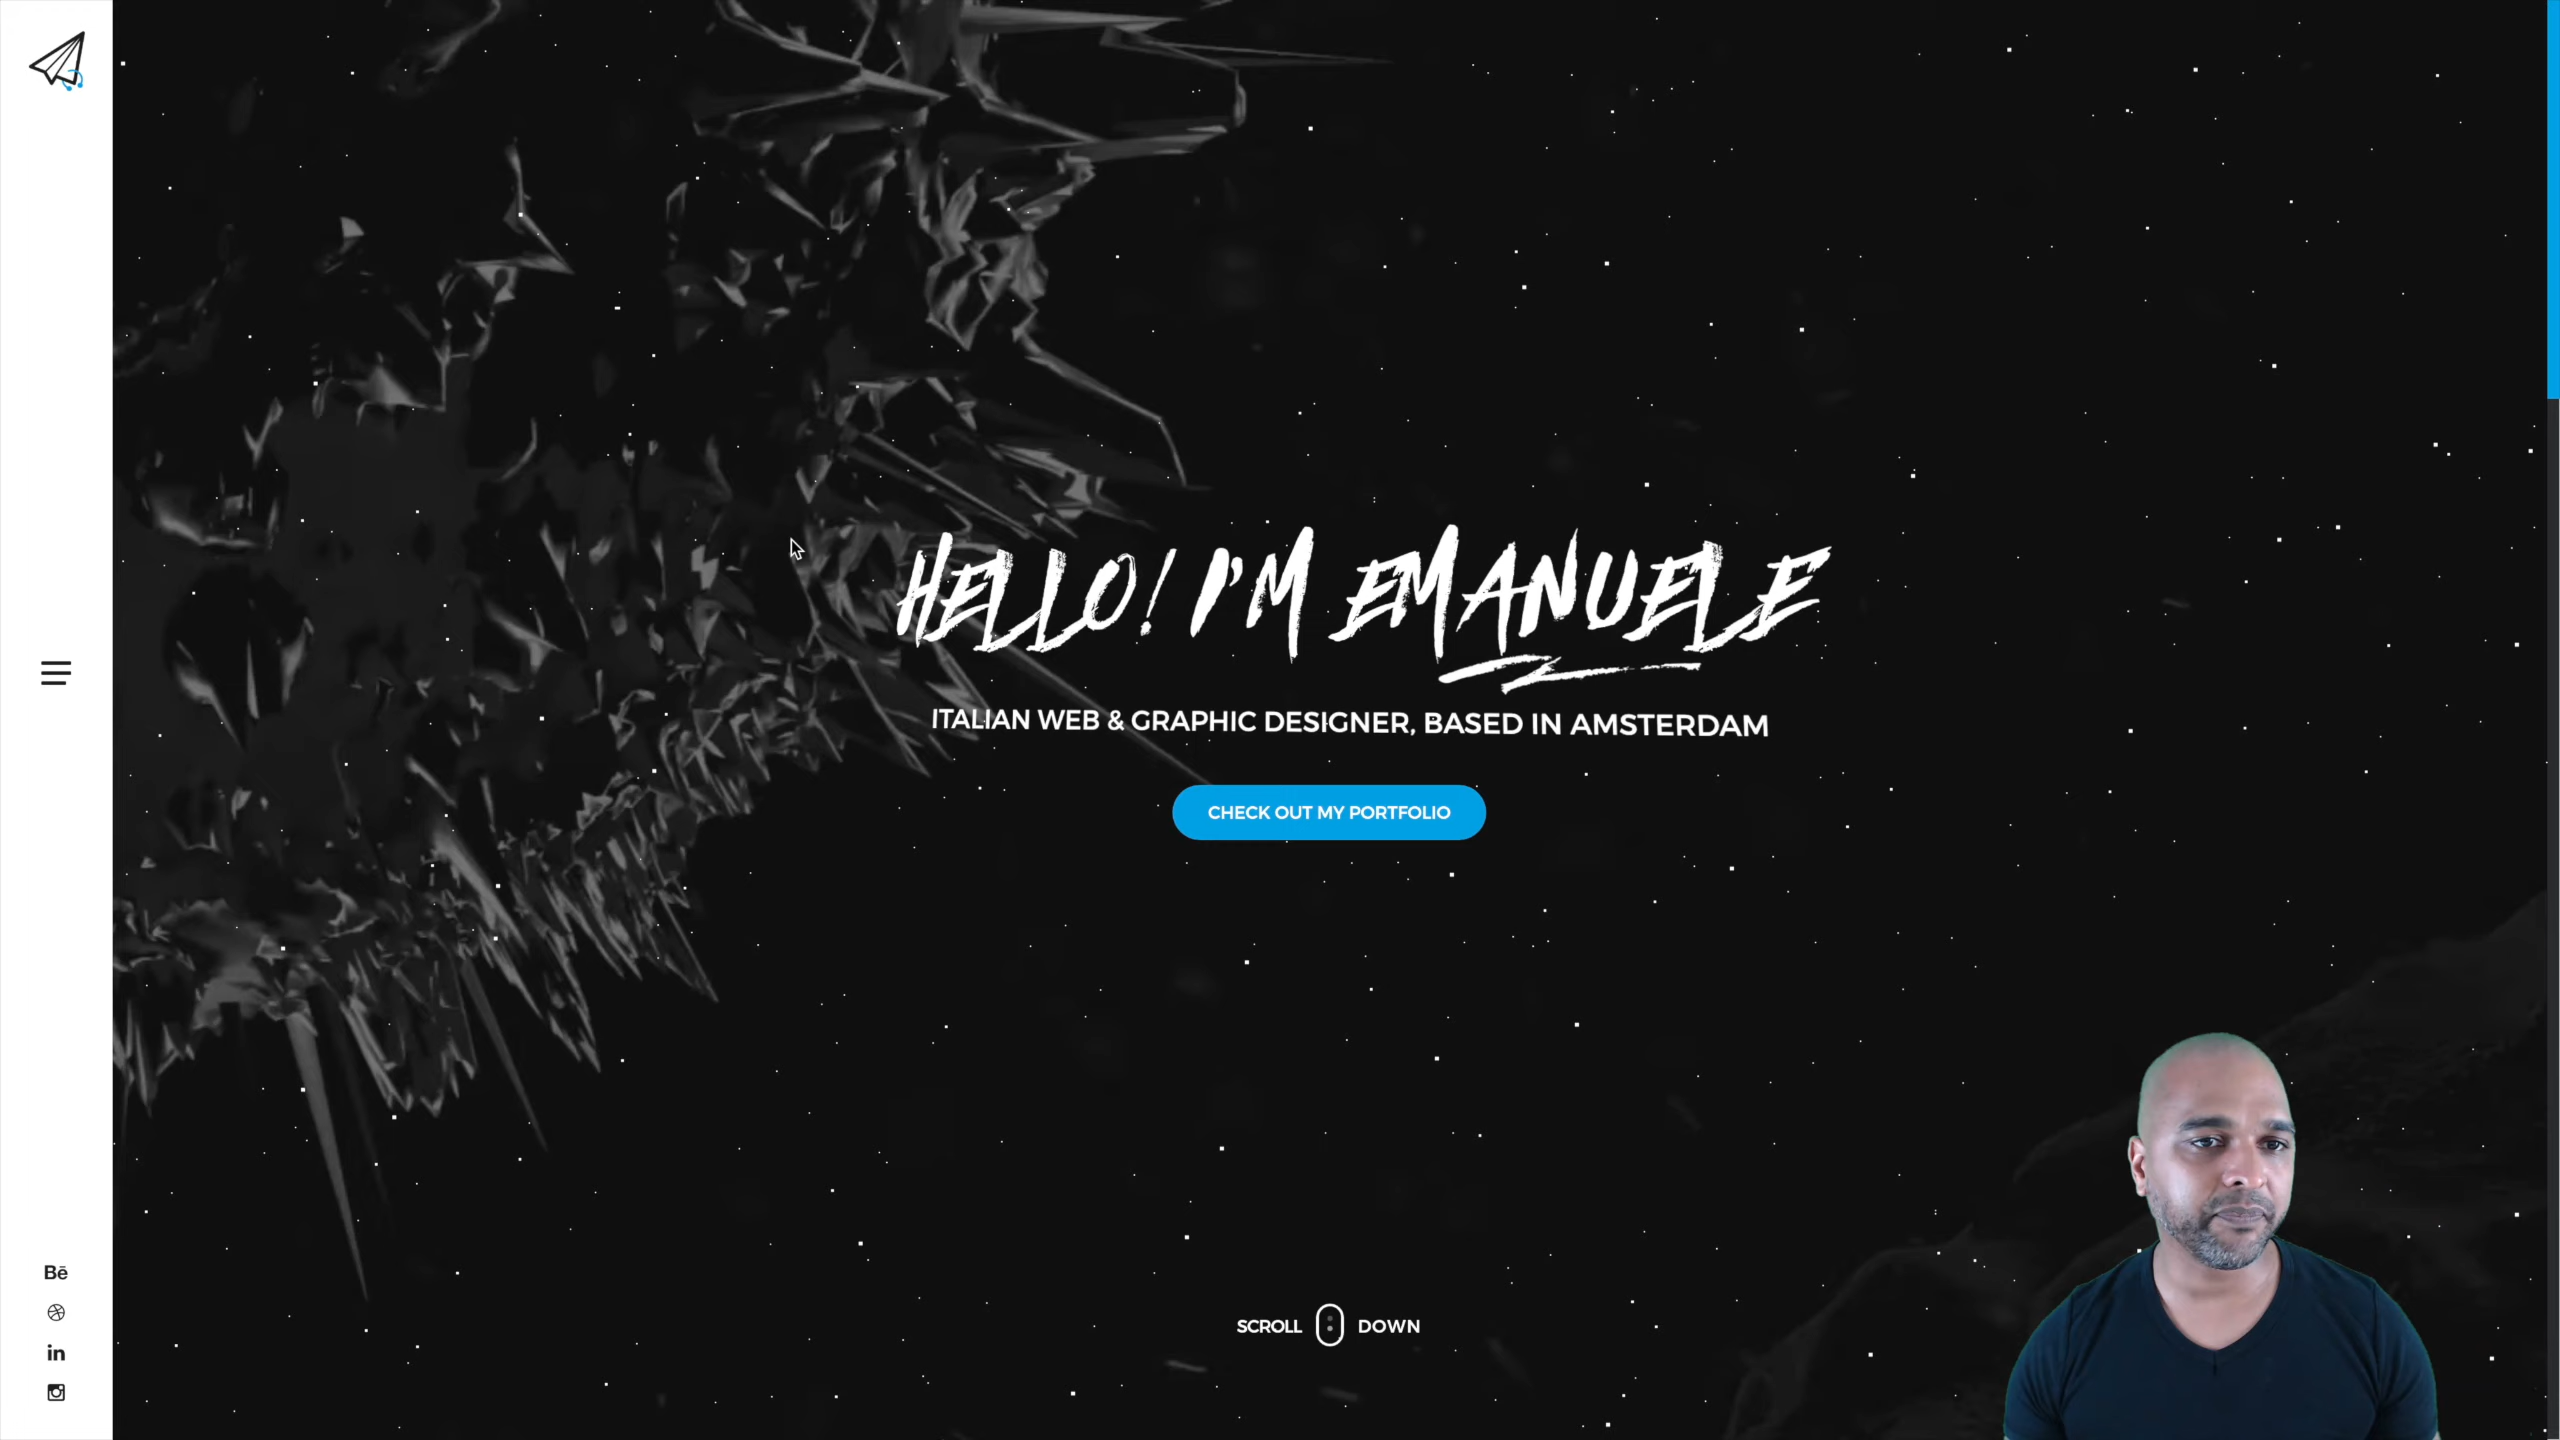 HELLO! I'M EMANUELE
ITALIAN WEB & GRAPHIC DESIGNER, BASED IN AMSTERDAM
CHECK OUT MY PORTFOLIO
SCROLL DOWN
Bē
in